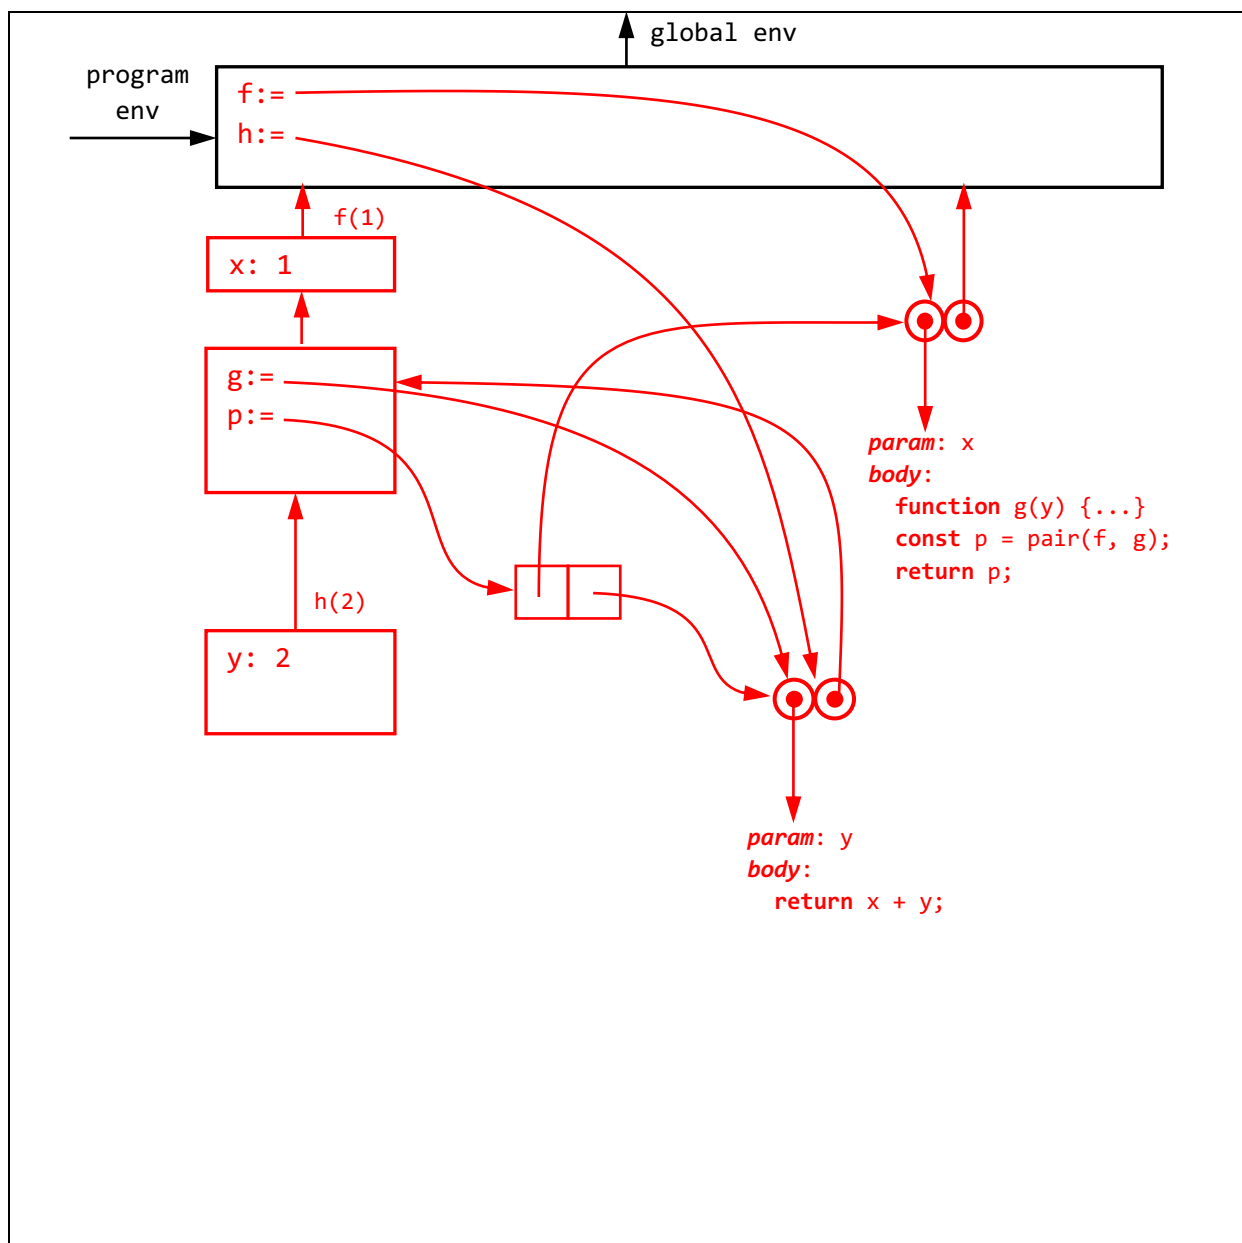 global env
program
env
f:=
h:=
f(1)
x: 1
g:=
p:=
param: x
body:
function g(y) {...}
const p = pair(f, g);
return p;
h(2)
y: 2
param: y
body:
return x + y;